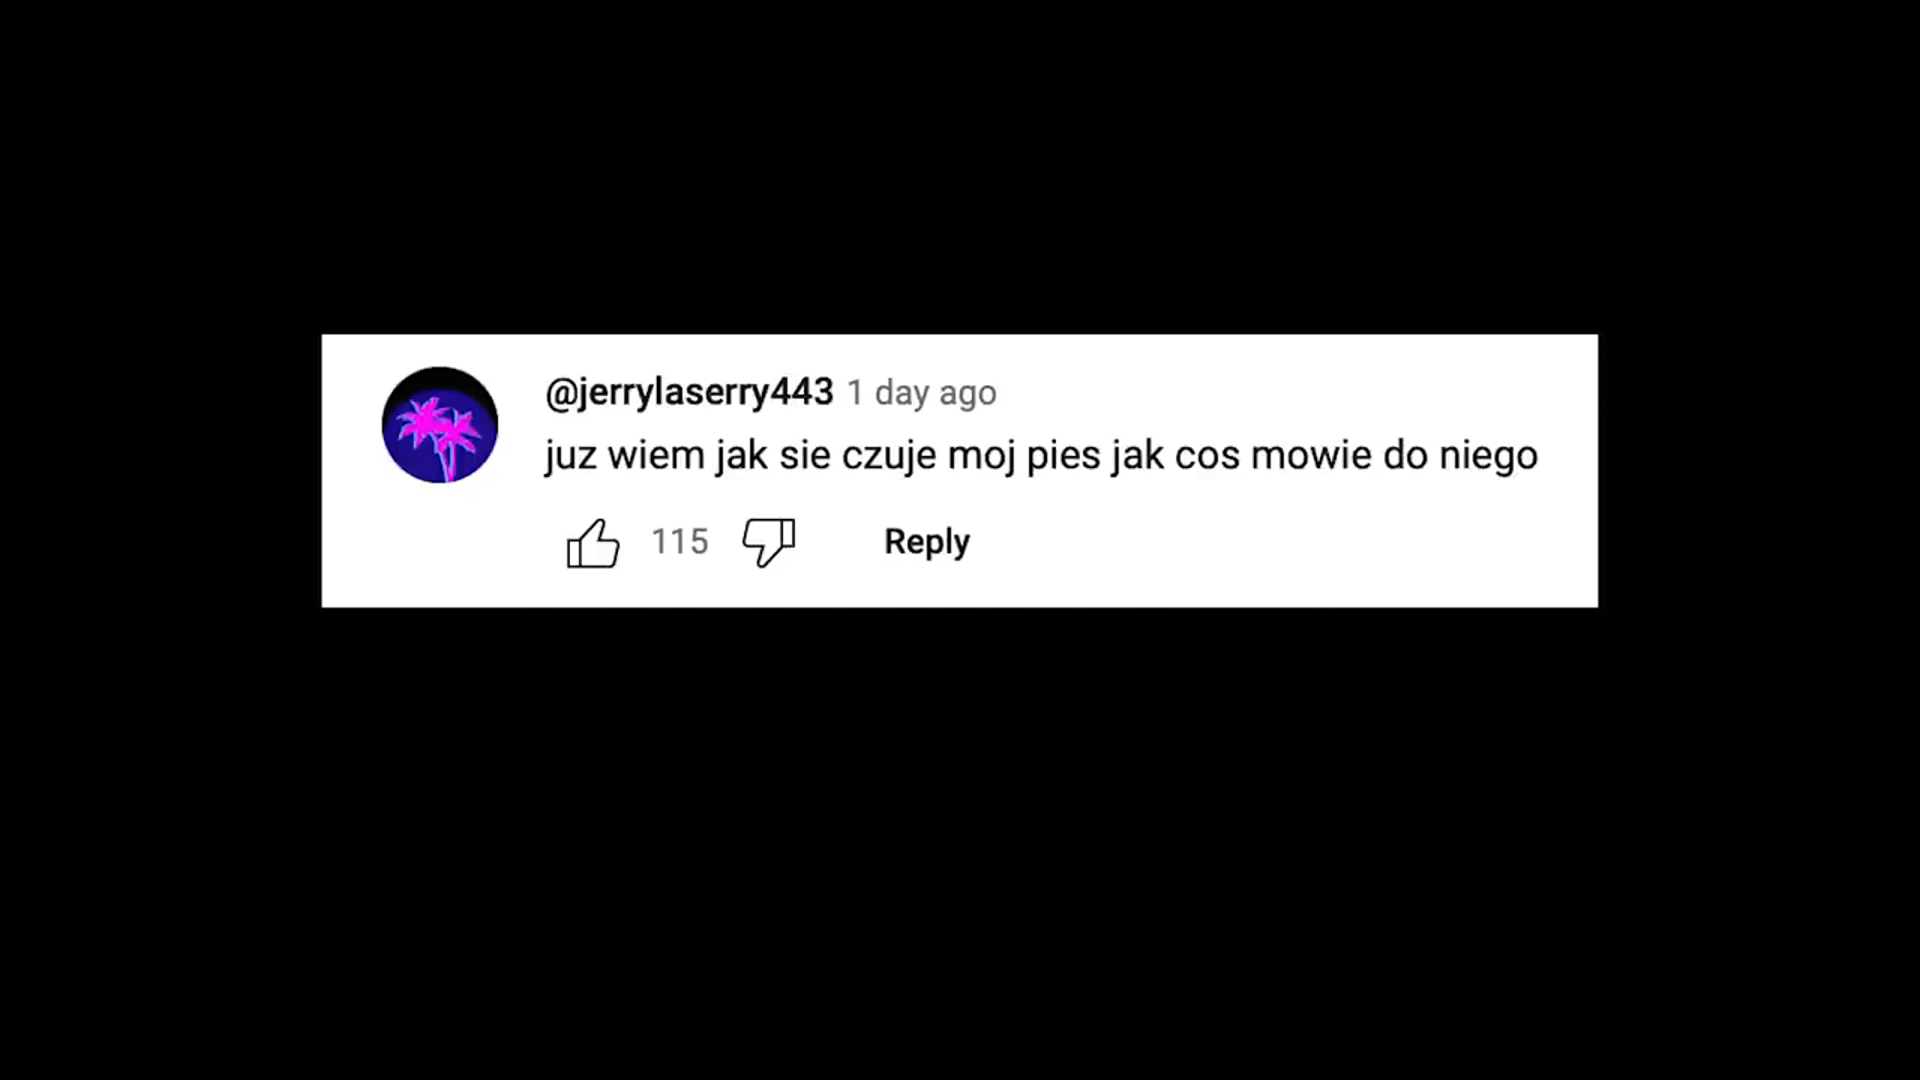 @jerrylaserry443 1 day ago
juz wiem jak sie czuje moj pies jak cos mowie do niego
115 Reply